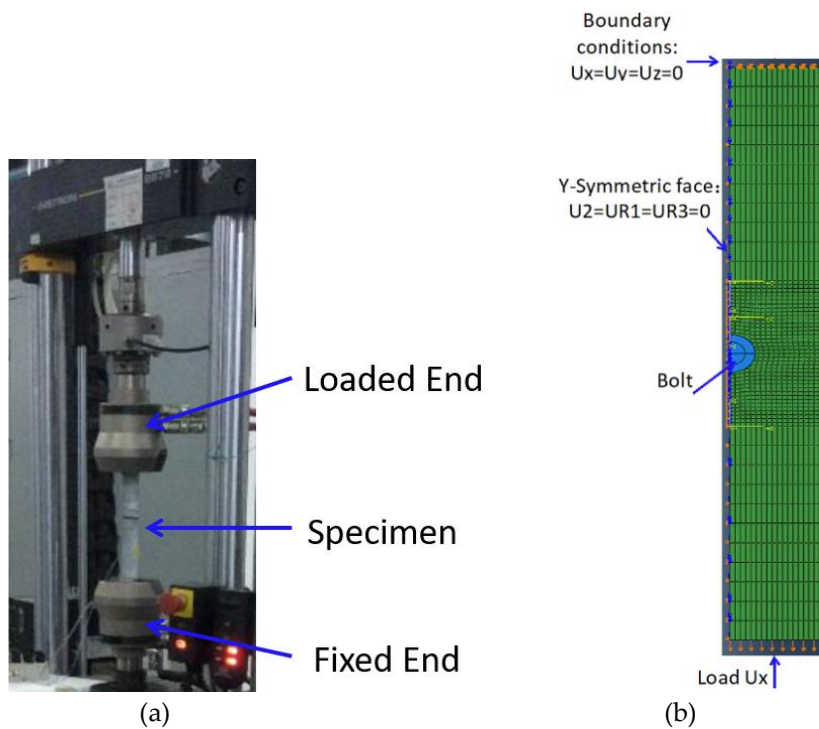 INSTRON
Loaded End
Specimen
Fixed End
(a)
Boundary
conditions:
Ux=Uy=Uz=0
Y-Symmetric face:
U2=UR1=UR3=0
Bolt
Load Ux
(b)